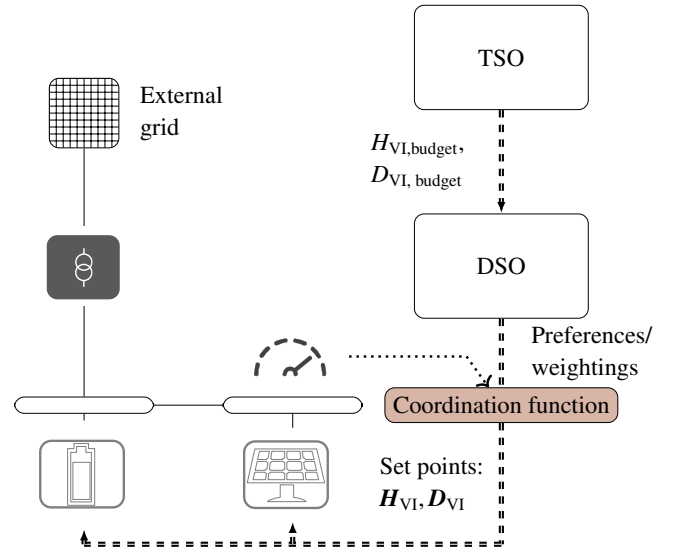 TSO
External
grid
H_VI,budget,
D_VI, budget
DSO
Preferences/
weightings
Coordination function
Set points:
H_VI, D_VI